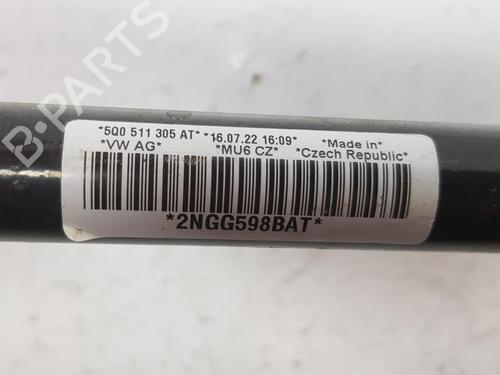 *5Q0 511 305 AT* *16.07.22 16:09* *Made in*
*VW AG* *MU6 CZ* *Czech Republic*
*2NGG598BAT*
B-PARTS